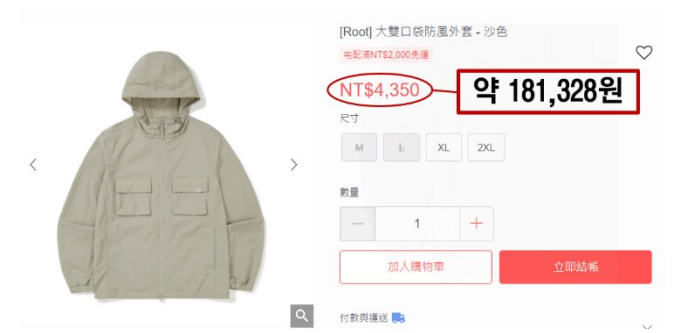 [Root] 大雙口袋防風外套 - 沙色
宅配滿NT$2,000免運
NT$4,350
약 181,328원
尺寸
M L XL 2XL
數量
— 1 +
加入購物車 立即結帳
付款與運送